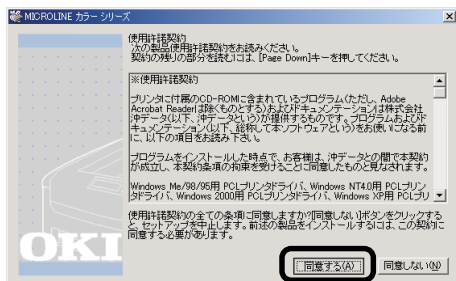 MICROLINE カラー シリーズ
使用許諾契約
次の製品使用許諾契約をお読みください。
契約の残りの部分を読むには、[Page Down]キーを押してください。
※使用許諾契約
プリンタに付属のCD-ROMに含まれているプログラム(ただし、Adobe
Acrobat Readerは除くものとする)およびドキュメンテーションは株式会社
沖データ(以下、沖データという)が提供するものです。プログラムおよびド
キュメンテーション(以下、総称して本ソフトウェアという)をお使いになる前
に、以下の項目をお読み下さい。
プログラムをインストールした時点で、お客様は、沖データとの間で本契約
が成立し、本契約条項の拘束を受けることに同意したものと見なされます。
Windows Me/98/95用 PCLプリンタドライバ、Windows NT4.0用 PCLプリン
タドライバ、Windows 2000用 PCLプリンタドライバ、Windows XP用 PCLプリ
使用許諾契約の全ての条項に同意しますか?[同意しない]ボタンをクリックする
と、セットアップを中止します。前述の製品をインストールするには、この契約に
同意する必要があります。
OKI
同意する(A)
同意しない(N)